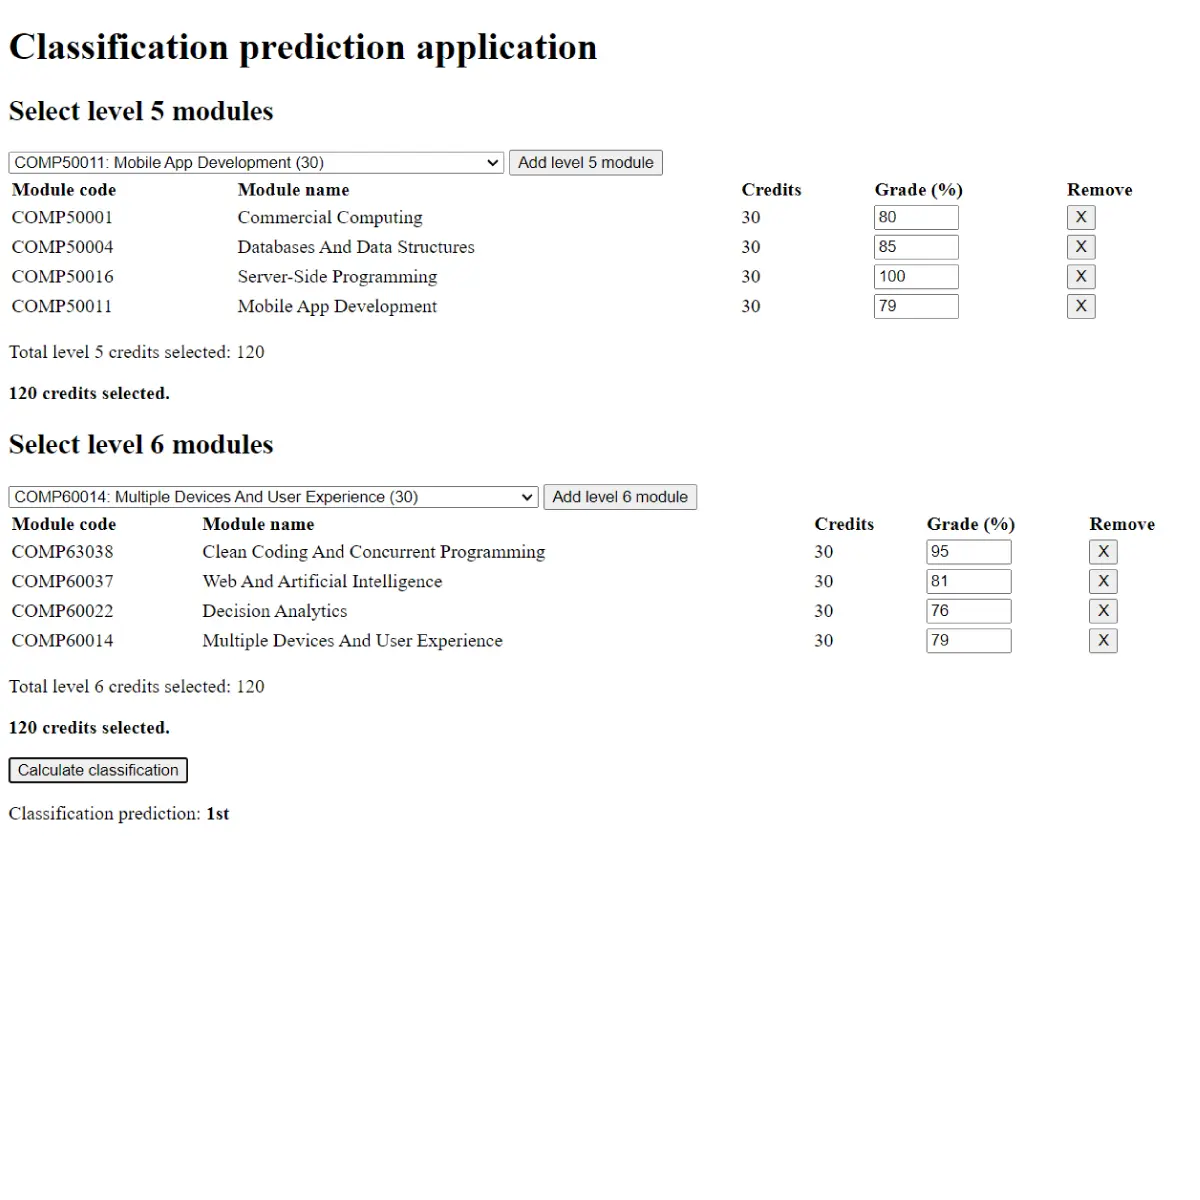 Classification prediction application
Select level 5 modules
COMP50011: Mobile App Development (30) Add level 5 module
Module code Module name Credits Grade (%) Remove
COMP50001 Commercial Computing 30 80 X
COMP50004 Databases And Data Structures 30 85 X
COMP50016 Server-Side Programming 30 100 X
COMP50011 Mobile App Development 30 79 X
Total level 5 credits selected: 120
120 credits selected.
Select level 6 modules
COMP60014: Multiple Devices And User Experience (30) Add level 6 module
Module code Module name Credits Grade (%) Remove
COMP63038 Clean Coding And Concurrent Programming 30 95 X
COMP60037 Web And Artificial Intelligence 30 81 X
COMP60022 Decision Analytics 30 76 X
COMP60014 Multiple Devices And User Experience 30 79 X
Total level 6 credits selected: 120
120 credits selected.
Calculate classification
Classification prediction: 1st